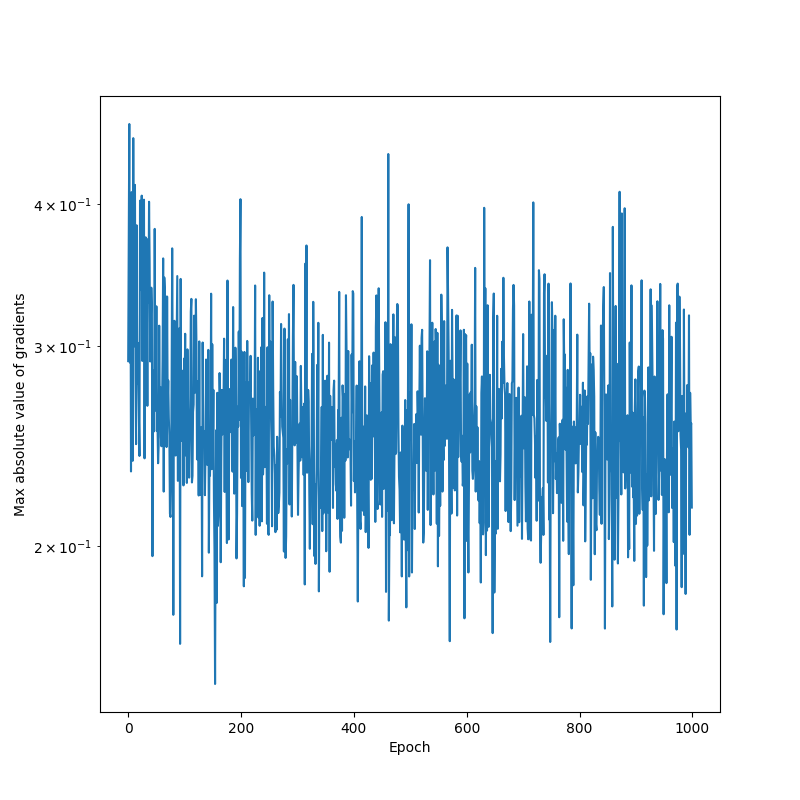 4 × 10⁻¹
3 × 10⁻¹
2 × 10⁻¹
Max absolute value of gradients
0 200 400 600 800 1000
Epoch